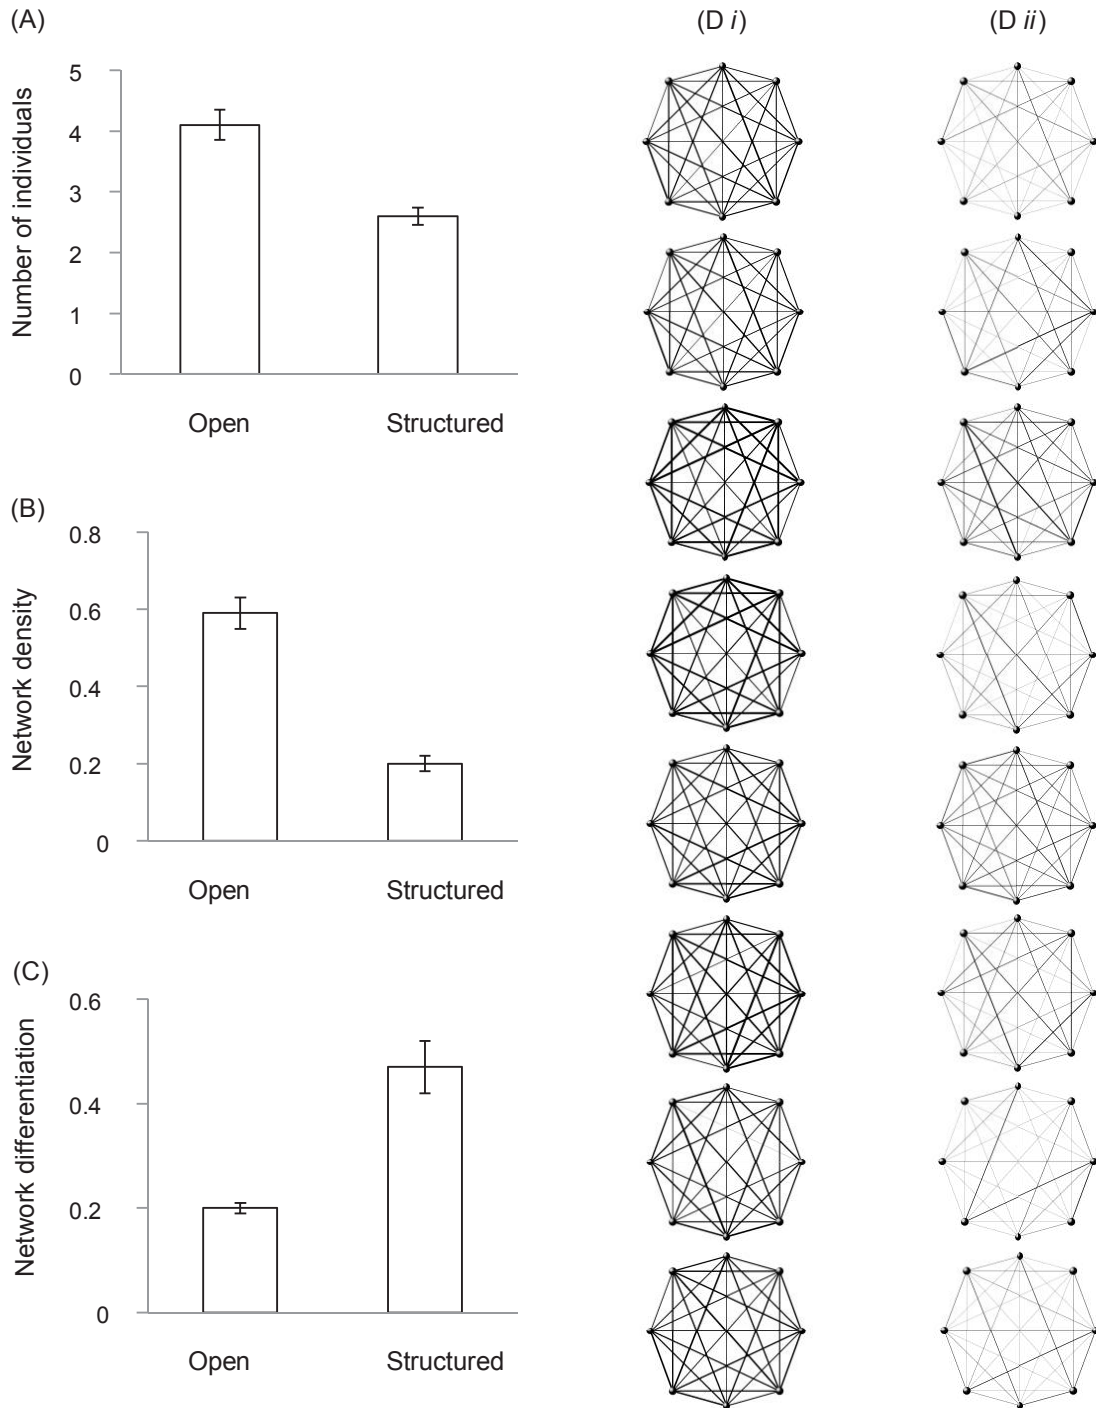 (A)
Number of individuals
5
4
3
2
1
0
Open Structured
(B)
Network density
0.8
0.6
0.4
0.2
0
Open Structured
(C)
Network differentiation
0.6
0.4
0.2
0
Open Structured
(D i) (D ii)